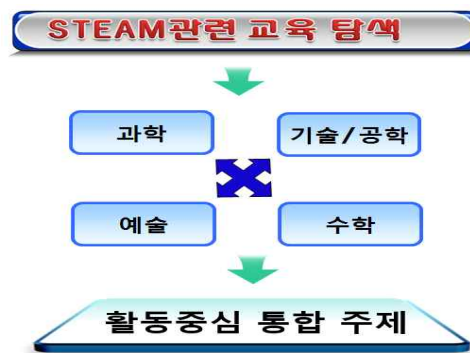 STEAM관련 교육 탐색
과학
기술/공학
예술
수학
활동중심 통합 주제